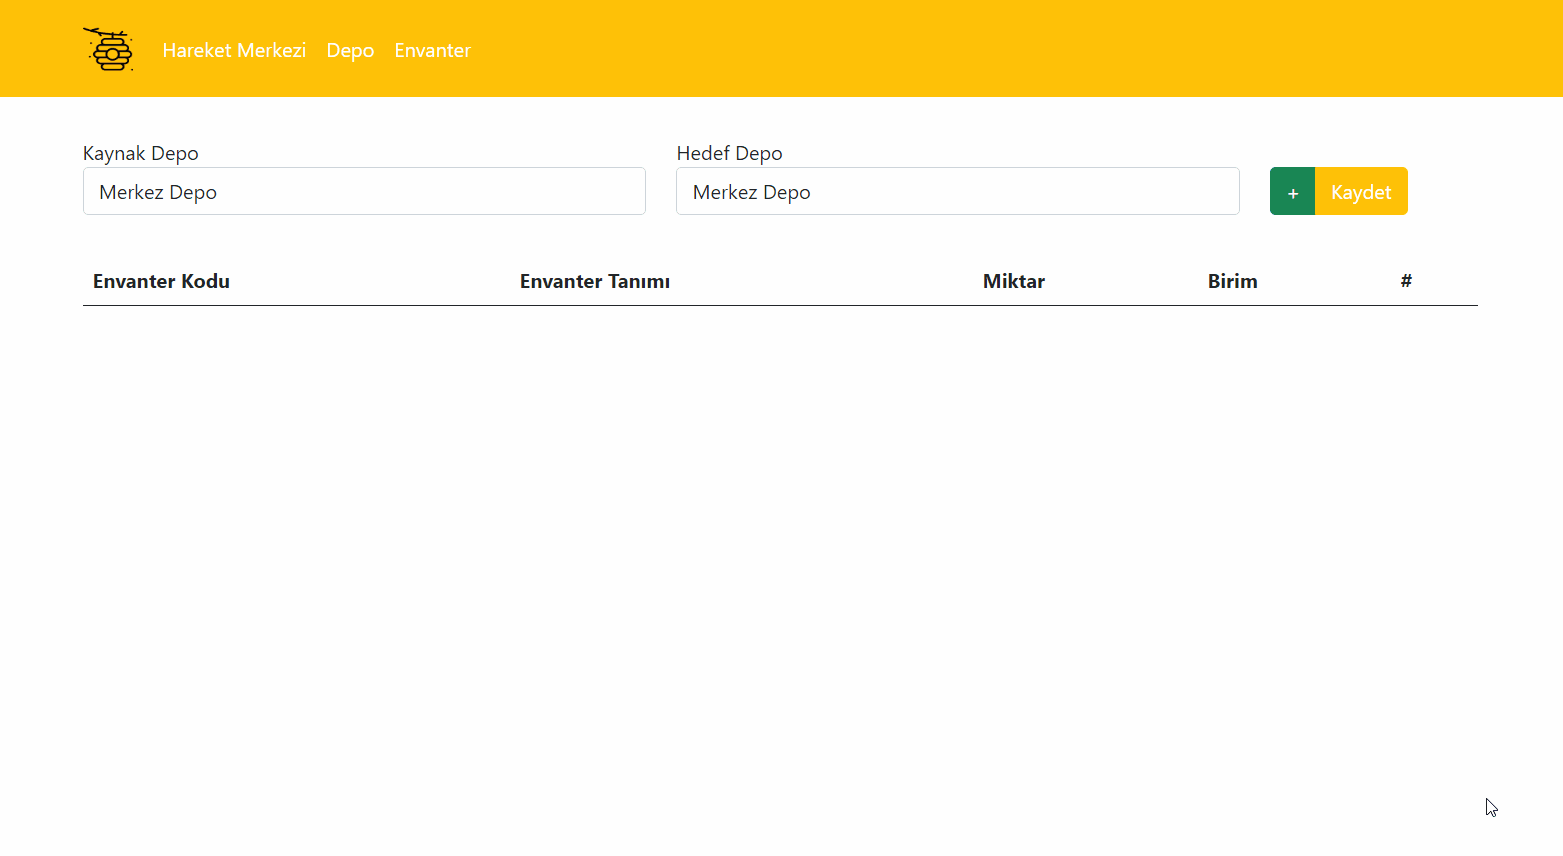 Hareket Merkezi Depo Envanter
Kaynak Depo Hedef Depo
Merkez Depo Merkez Depo + Kaydet
Envanter Kodu Envanter Tanımı Miktar Birim #